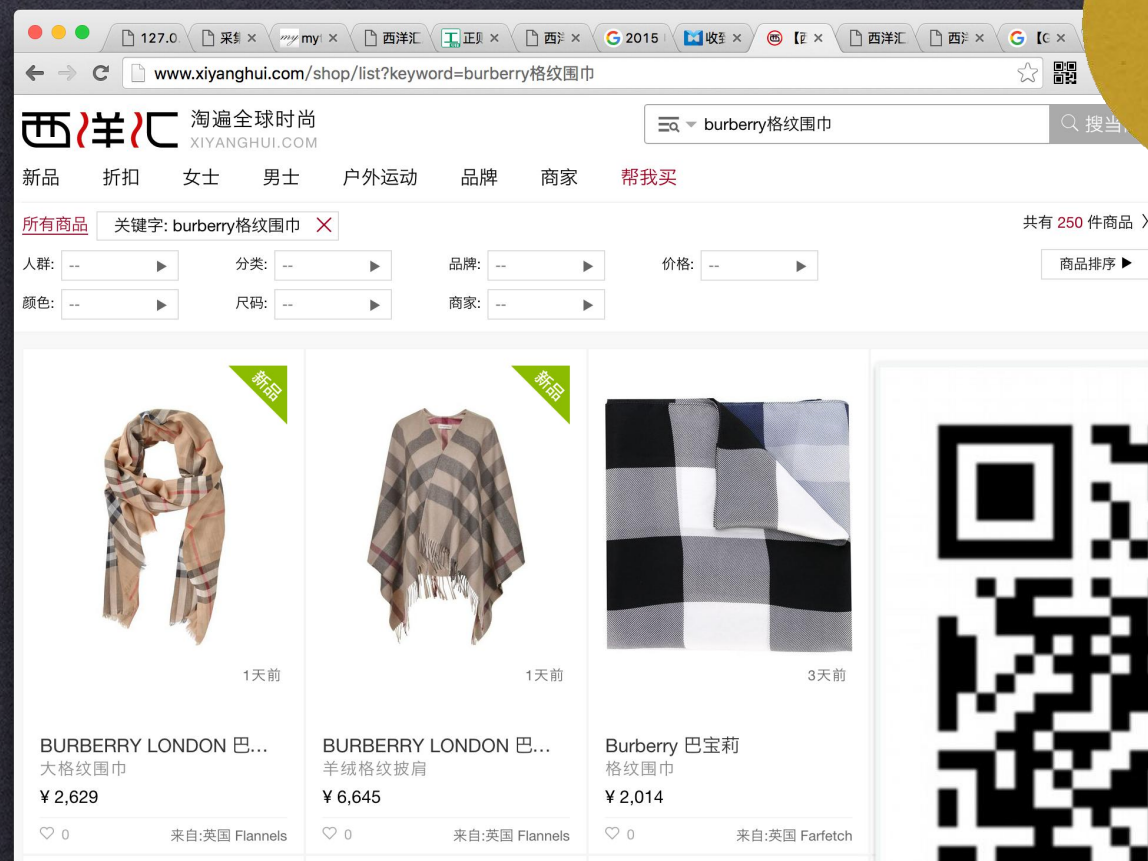 127.0
采集
my
西洋汇
正则
西洋
2015
收到
【西
西洋汇
西洋
【G
www.xiyanghui.com/shop/list?keyword=burberry格纹围巾
西洋汇 淘遍全球时尚
XIYANGHUI.COM
burberry格纹围巾
搜当
新品 折扣 女士 男士 户外运动 品牌 商家 帮我买
所有商品 关键字: burberry格纹围巾
共有 250 件商品
人群: -- 分类: -- 品牌: -- 价格: --
商品排序
颜色: -- 尺码: -- 商家: --
新品
新品
1天前
1天前
3天前
BURBERRY LONDON 巴...
大格纹围巾
¥ 2,629
0 来自:英国 Flannels
BURBERRY LONDON 巴...
羊绒格纹披肩
¥ 6,645
0 来自:英国 Flannels
Burberry 巴宝莉
格纹围巾
¥ 2,014
0 来自:英国 Farfetch